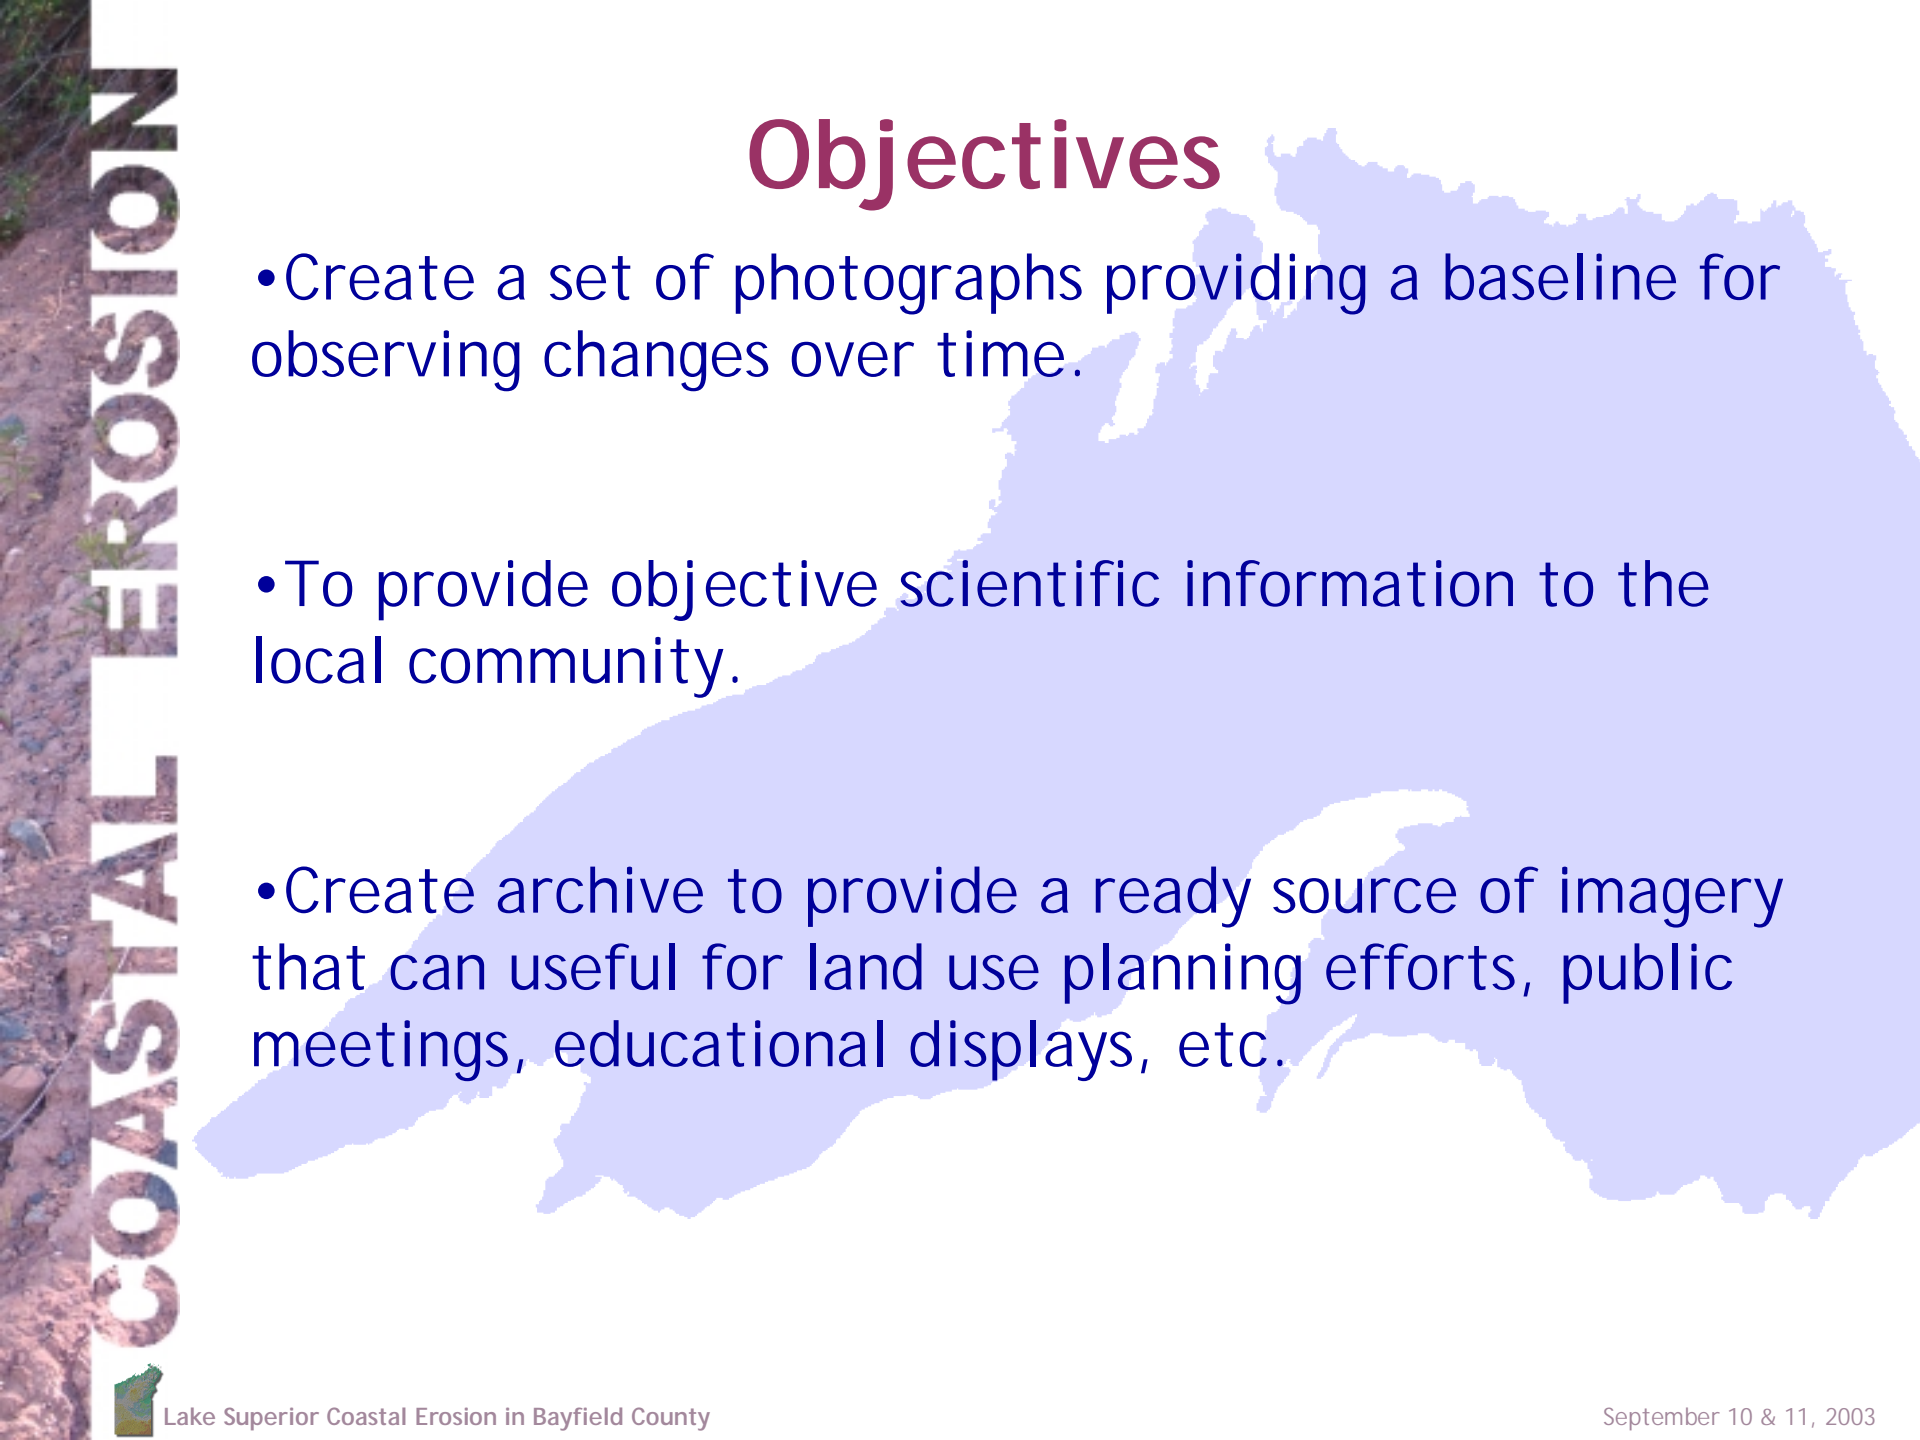 COASTAL EROSION
Objectives
•Create a set of photographs providing a baseline for
observing changes over time.
•To provide objective scientific information to the
local community.
•Create archive to provide a ready source of imagery
that can useful for land use planning efforts, public
meetings, educational displays, etc.
Lake Superior Coastal Erosion in Bayfield County
September 10 & 11, 2003